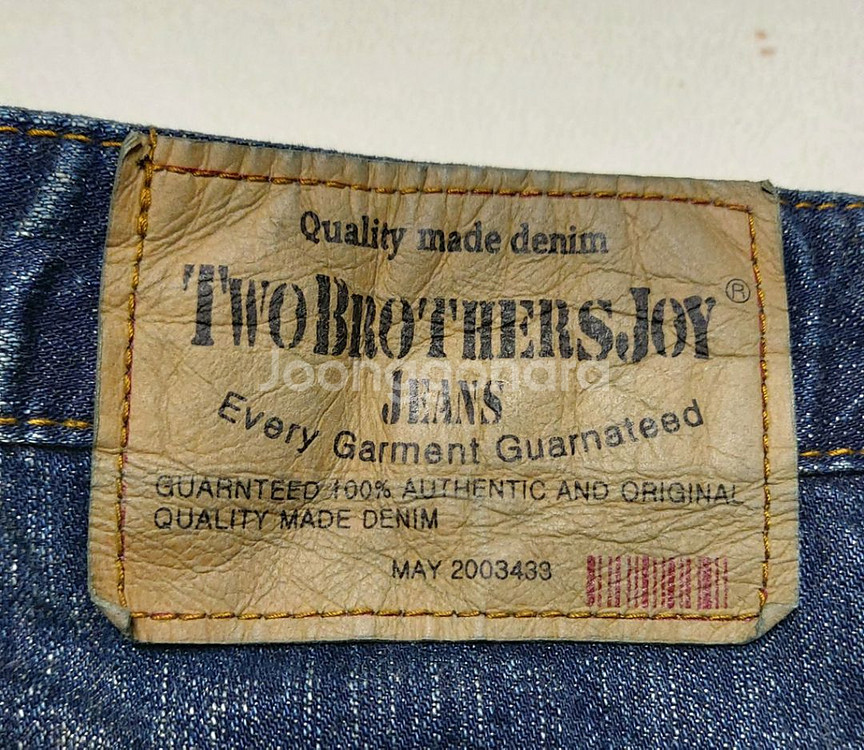 Quality made denim
TWO BROTHERS JOY ®
JEANS
Joonggonara
Every Garment Guarnateed
GUARNTEED 100% AUTHENTIC AND ORIGINAL
QUALITY MADE DENIM
MAY 2003433